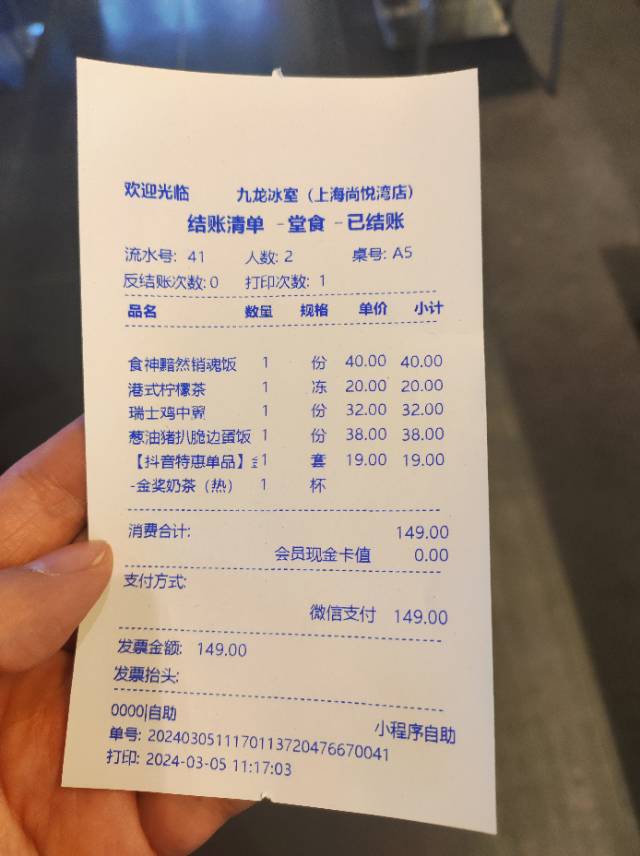 欢迎光临 九龙冰室（上海尚悦湾店）
结账清单 - 堂食 - 已结账
流水号: 41 人数: 2 桌号: A5
反结账次数: 0 打印次数: 1
品名 数量 规格 单价 小计
食神黯然销魂饭 1 份 40.00 40.00
港式柠檬茶 1 冻 20.00 20.00
瑞士鸡中翼 1 份 32.00 32.00
葱油猪扒脆边蛋饭 1 份 38.00 38.00
【抖音特惠单品】 1 套 19.00 19.00
-金奖奶茶（热） 1 杯
消费合计: 149.00
会员现金卡值 0.00
支付方式:
微信支付 149.00
发票金额: 149.00
发票抬头:
0000|自助 小程序自助
单号: 2024030511170113720476670041
打印: 2024-03-05 11:17:03